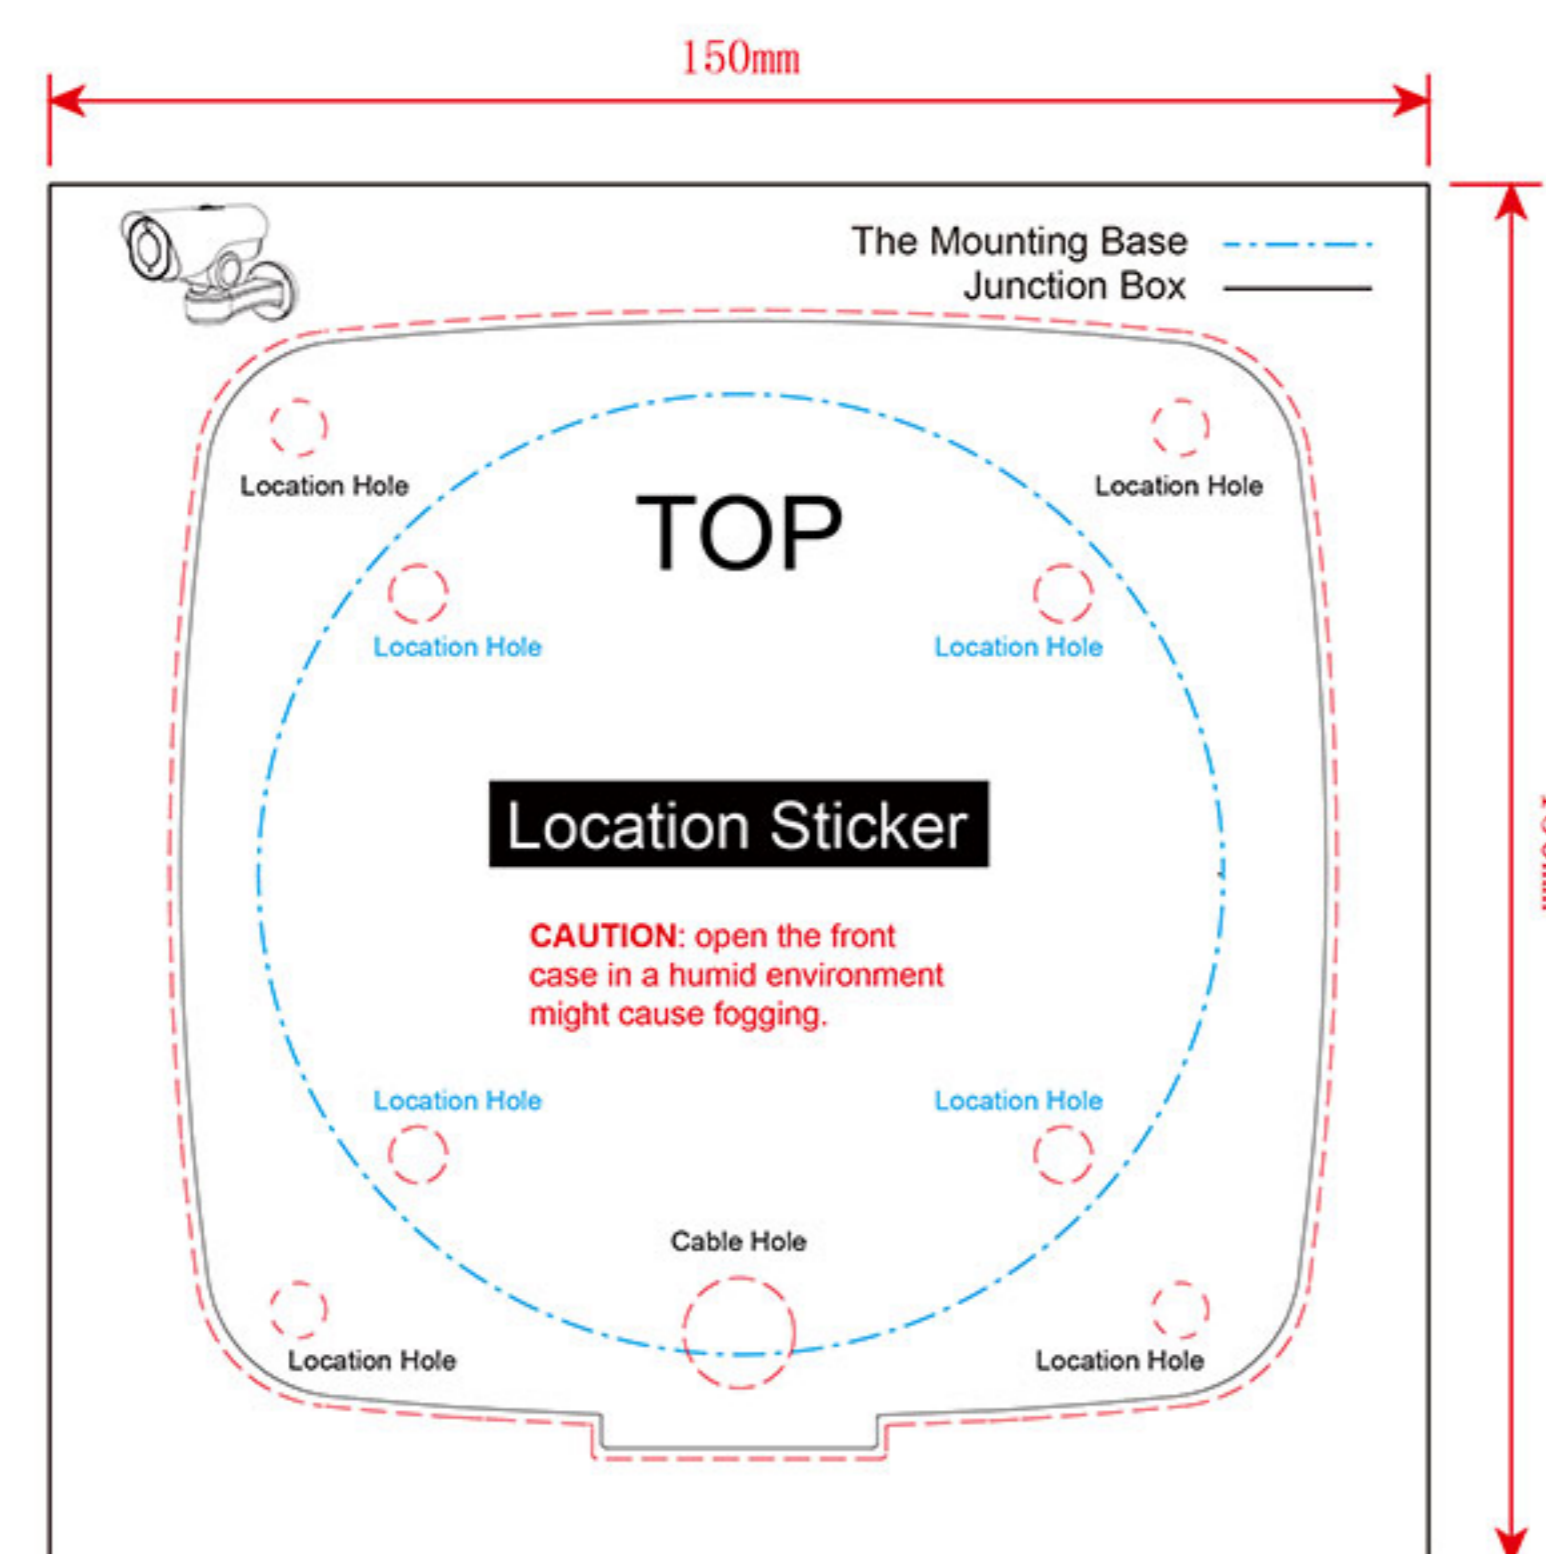 150mm
The Mounting Base
Junction Box
Location Hole
Location Hole
TOP
Location Hole
Location Hole
Location Sticker
CAUTION: open the front
case in a humid environment
might cause fogging.
Location Hole
Location Hole
Cable Hole
Location Hole
Location Hole